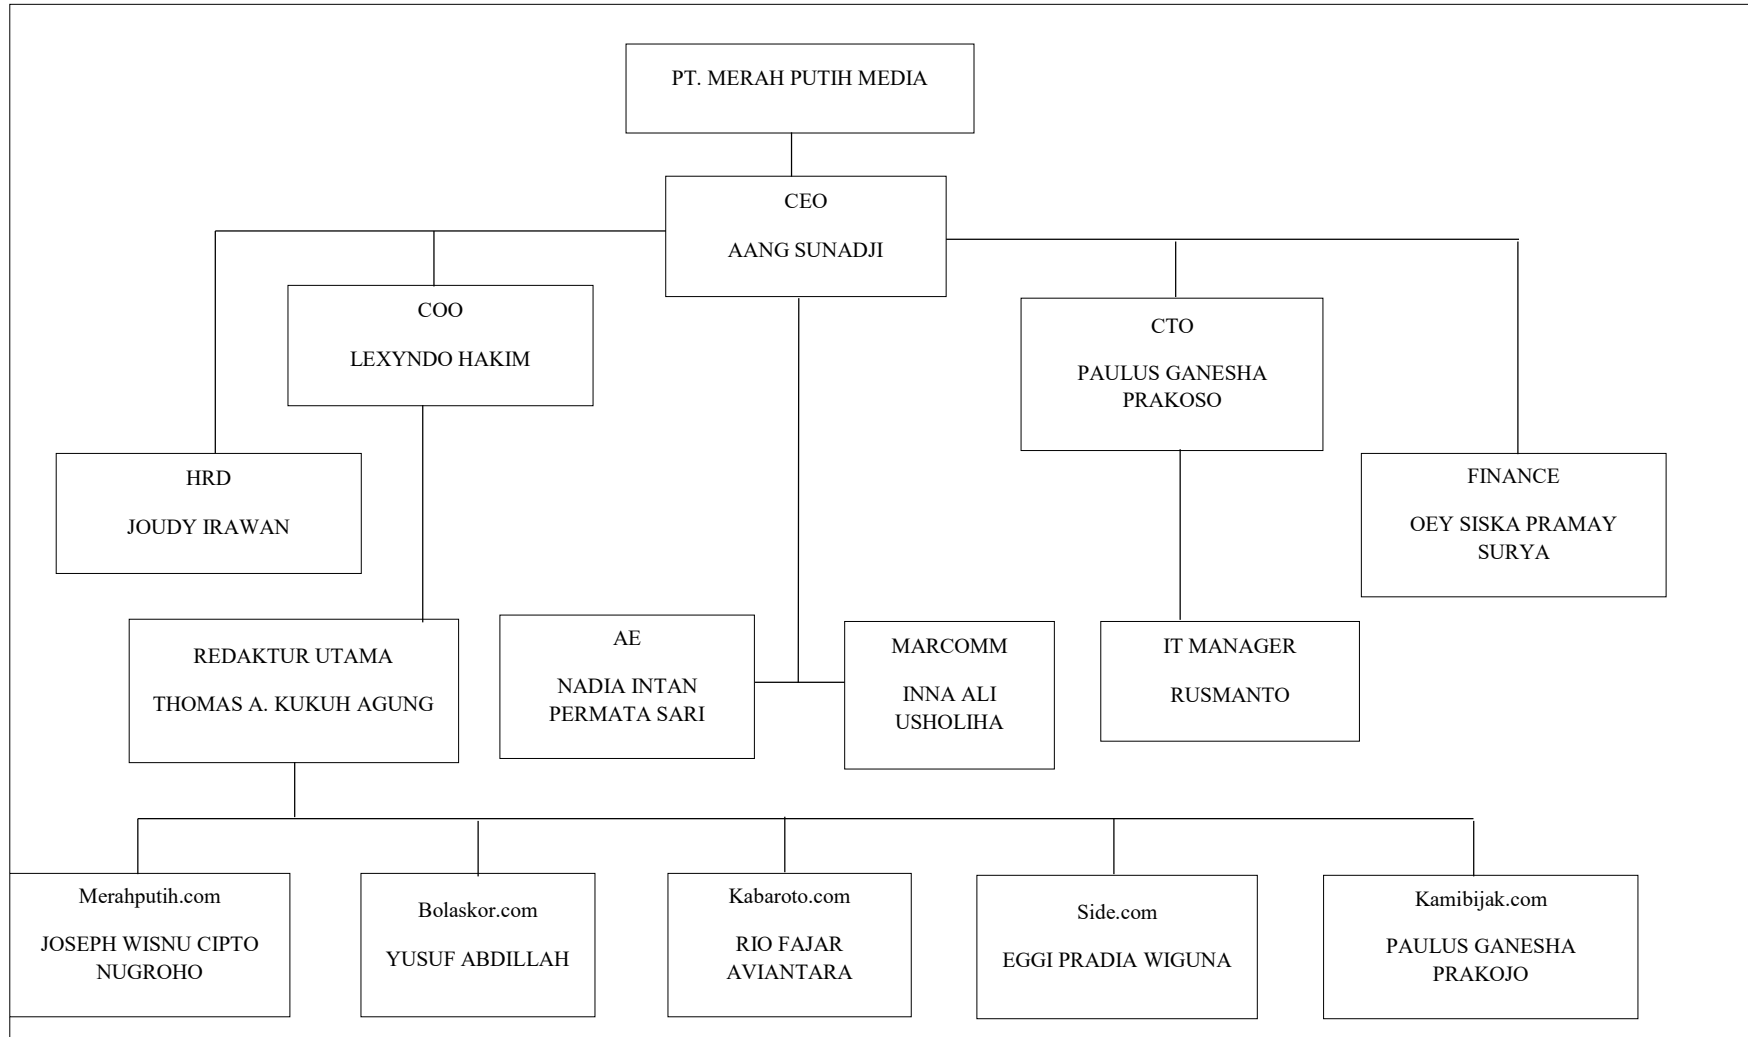 PT. MERAH PUTIH MEDIA
CEO
AANG SUNADJI
COO
LEXYNDO HAKIM
CTO
PAULUS GANESHA
PRAKOSO
HRD
JOUDY IRAWAN
FINANCE
OEY SISKA PRAMAY
SURYA
REDAKTUR UTAMA
THOMAS A. KUKUH AGUNG
AE
NADIA INTAN
PERMATA SARI
MARCOMM
INNA ALI
USHOLIHA
IT MANAGER
RUSMANTO
Merahputih.com
JOSEPH WISNU CIPTO
NUGROHO
Bolaskor.com
YUSUF ABDILLAH
Kabaroto.com
RIO FAJAR
AVIANTARA
Side.com
EGGI PRADIA WIGUNA
Kamibijak.com
PAULUS GANESHA
PRAKOJO